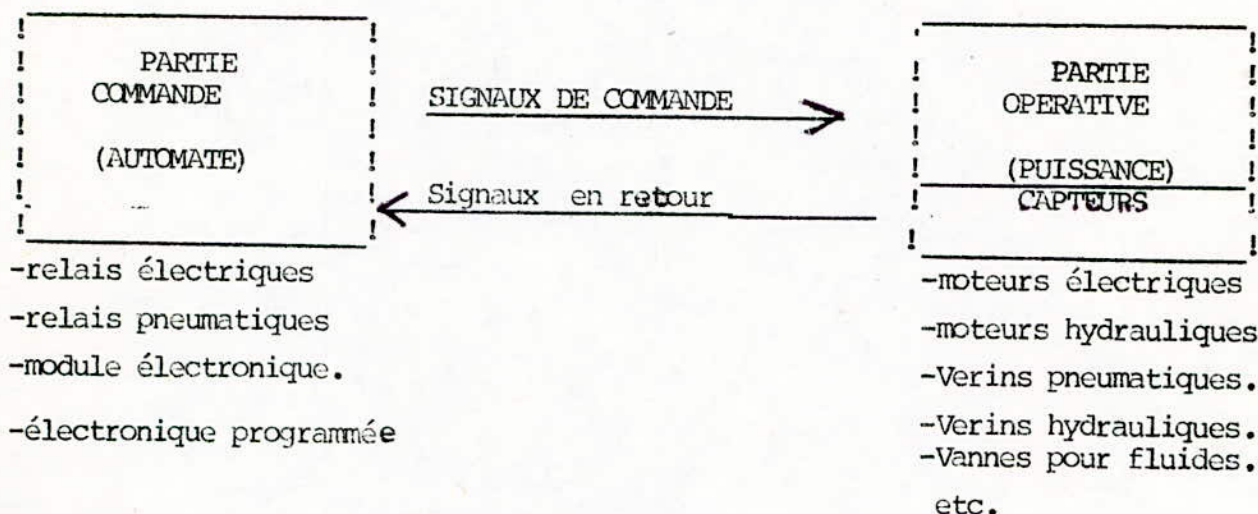 PARTIE
COMMANDE
(AUTOMATE)
SIGNAUX DE COMMANDE
Signaux en retour
PARTIE
OPERATIVE
(PUISSANCE)
CAPTEURS
-relais électriques
-relais pneumatiques
-module électronique.
-électronique programmée
-moteurs électriques
-moteurs hydrauliques
-Verins pneumatiques.
-Verins hydrauliques.
-Vannes pour fluides.
etc.